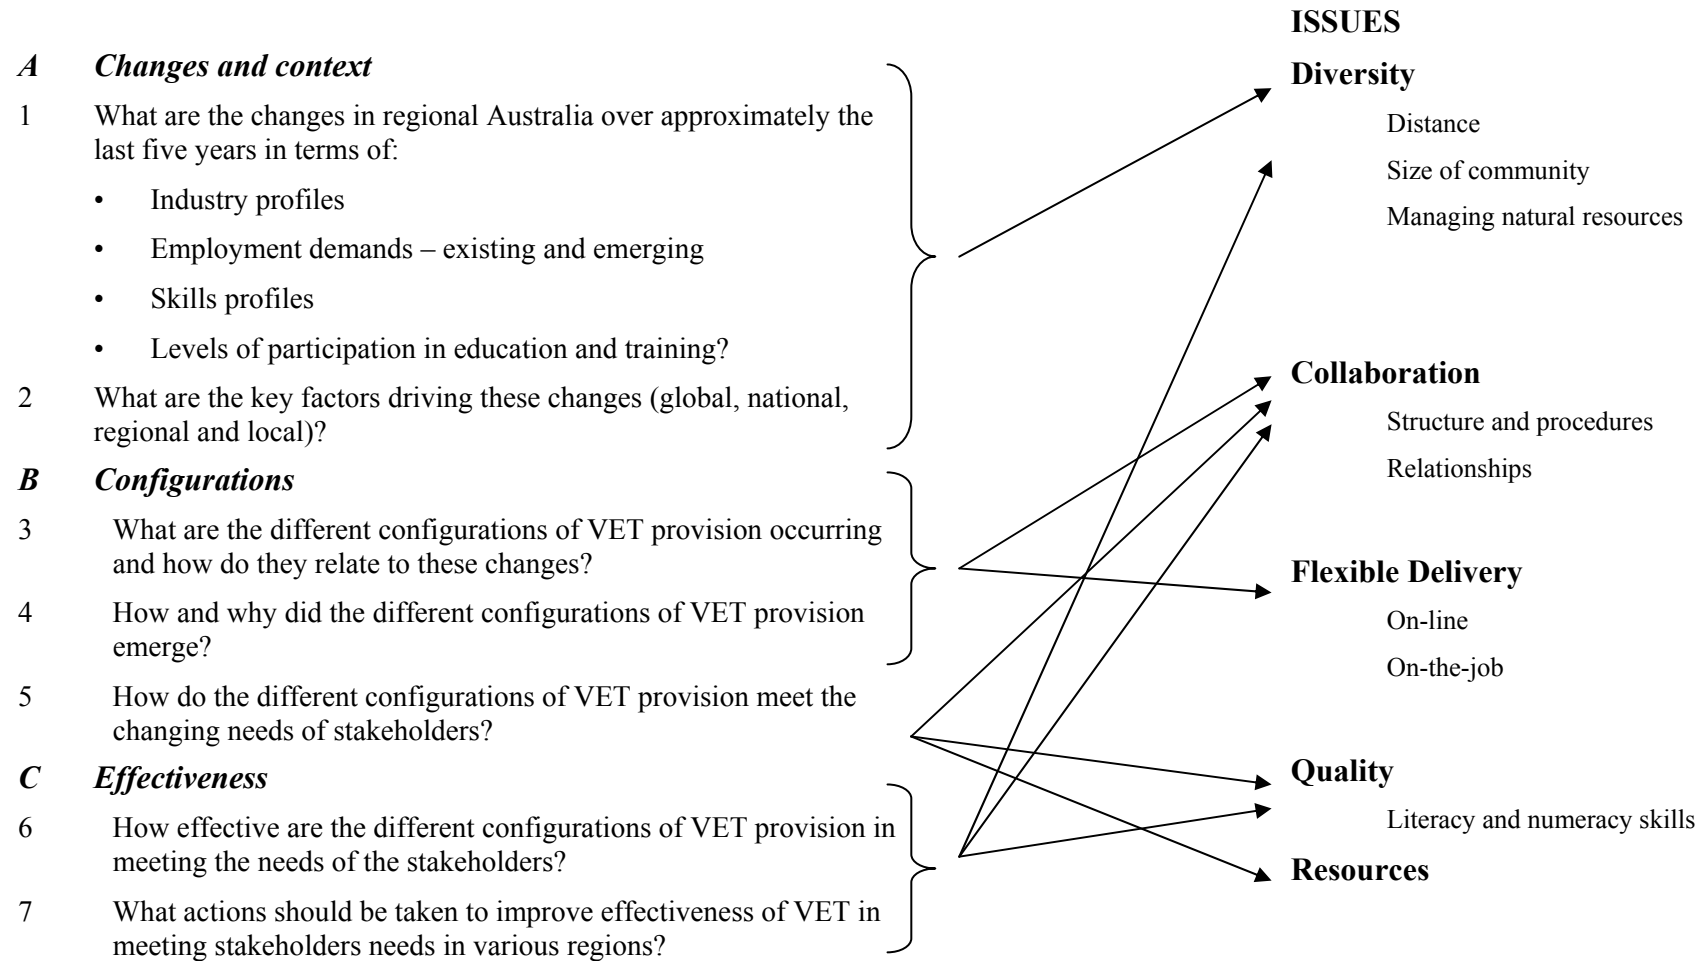 A Changes and context
1 What are the changes in regional Australia over approximately the
last five years in terms of:
• Industry profiles
• Employment demands – existing and emerging
• Skills profiles
• Levels of participation in education and training?
2 What are the key factors driving these changes (global, national,
regional and local)?
B Configurations
3 What are the different configurations of VET provision occurring
and how do they relate to these changes?
4 How and why did the different configurations of VET provision
emerge?
5 How do the different configurations of VET provision meet the
changing needs of stakeholders?
C Effectiveness
6 How effective are the different configurations of VET provision in
meeting the needs of the stakeholders?
7 What actions should be taken to improve effectiveness of VET in
meeting stakeholders needs in various regions?
ISSUES
Diversity
Distance
Size of community
Managing natural resources
Collaboration
Structure and procedures
Relationships
Flexible Delivery
On-line
On-the-job
Quality
Literacy and numeracy skills
Resources